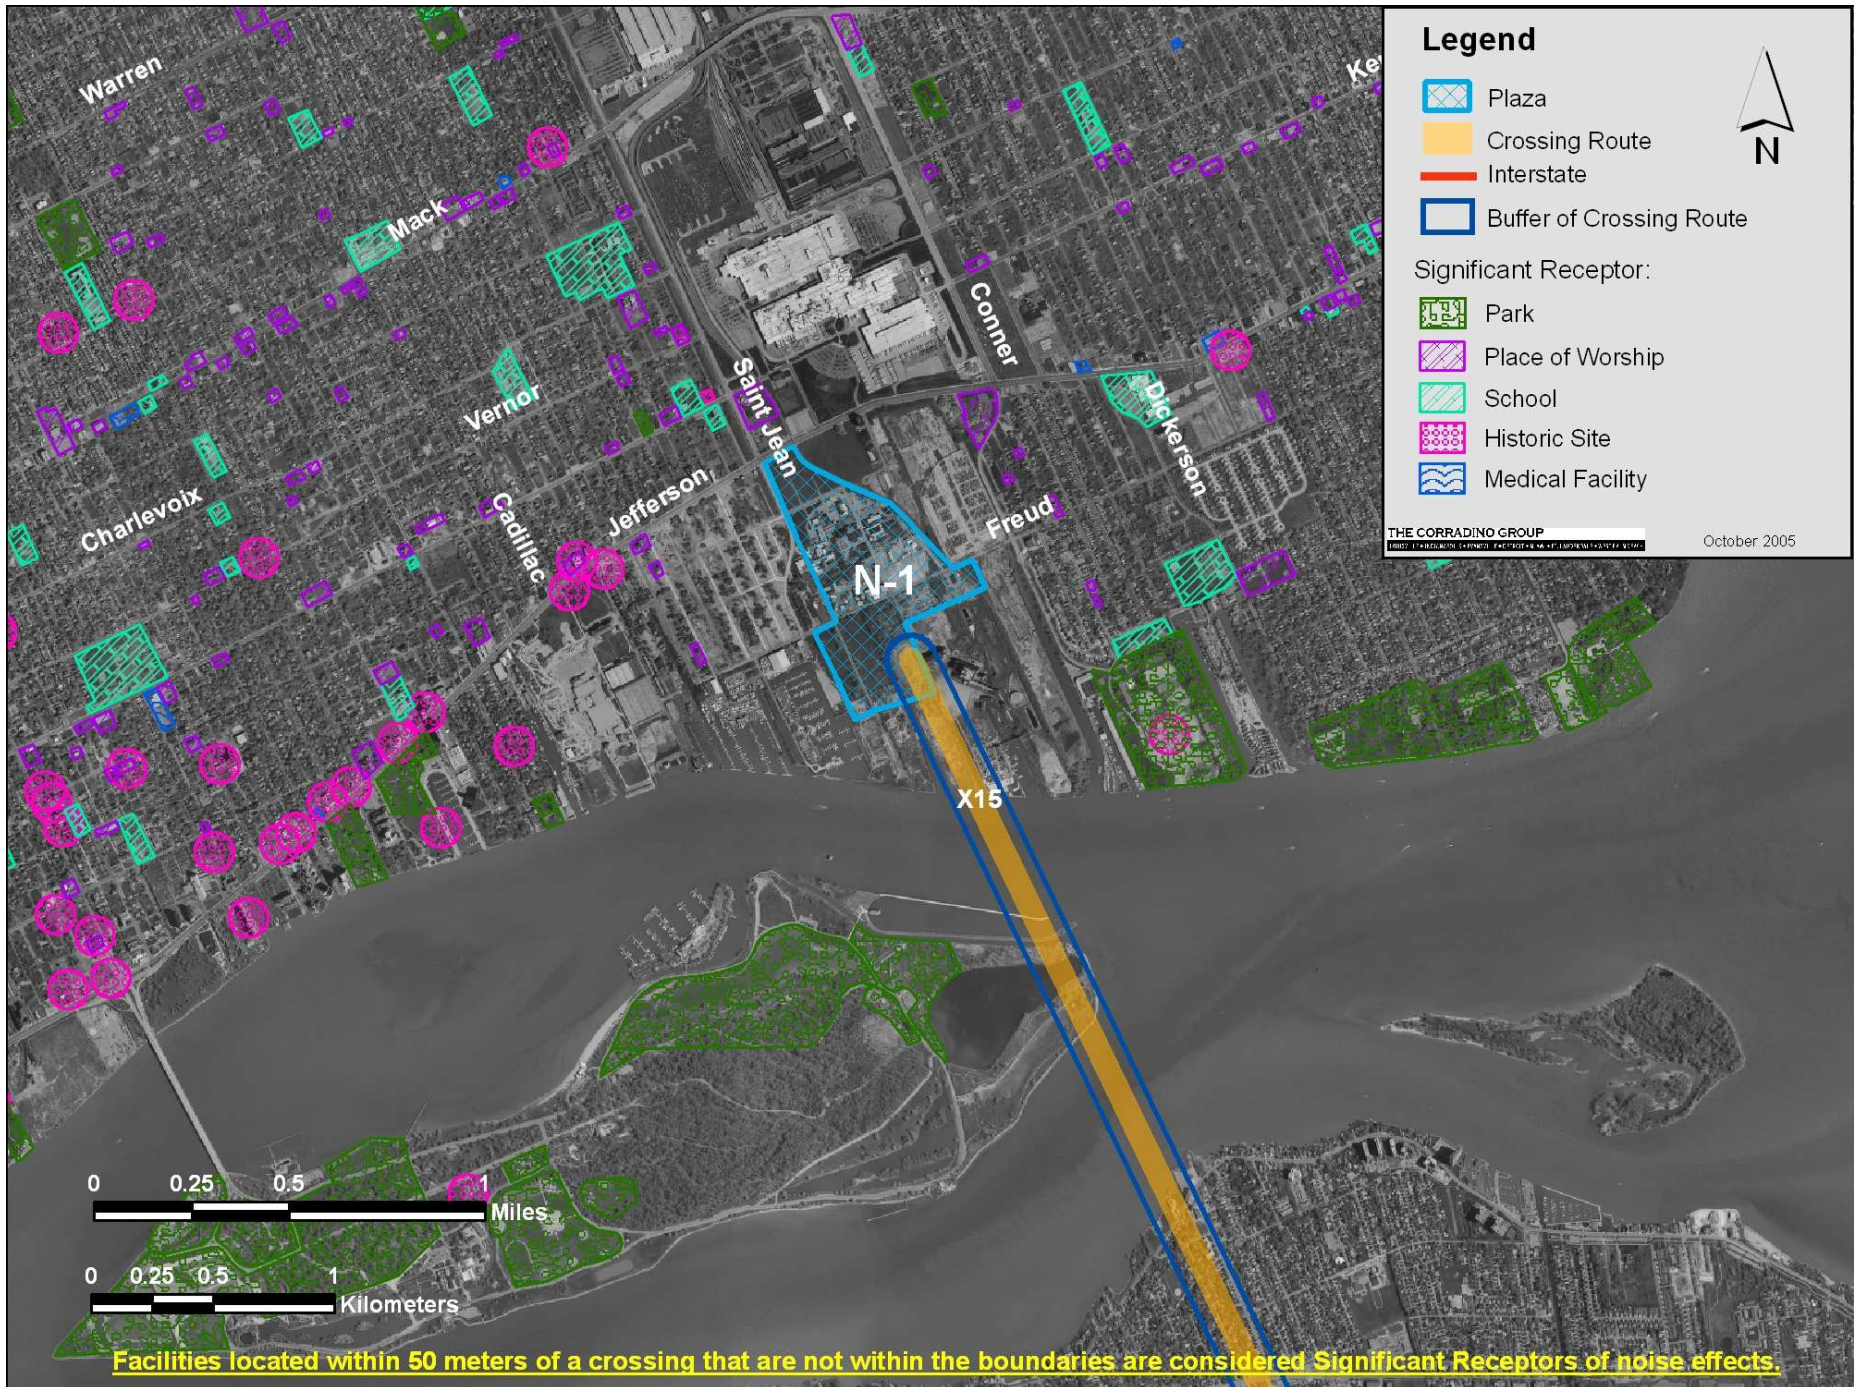 Legend
Plaza
Crossing Route
Interstate
Buffer of Crossing Route
Significant Receptor:
Park
Place of Worship
School
Historic Site
Medical Facility
N
THE CORRADINO GROUP
October 2005
Warren
Mack
Conner
Saint Jean
Vernor
Dickerson
Charlevoix
Cadillac
Jefferson
Freud
N-1
X15
0 0.25 0.5 1
Miles
0 0.25 0.5 1
Kilometers
Facilities located within 50 meters of a crossing that are not within the boundaries are considered Significant Receptors of noise effects.